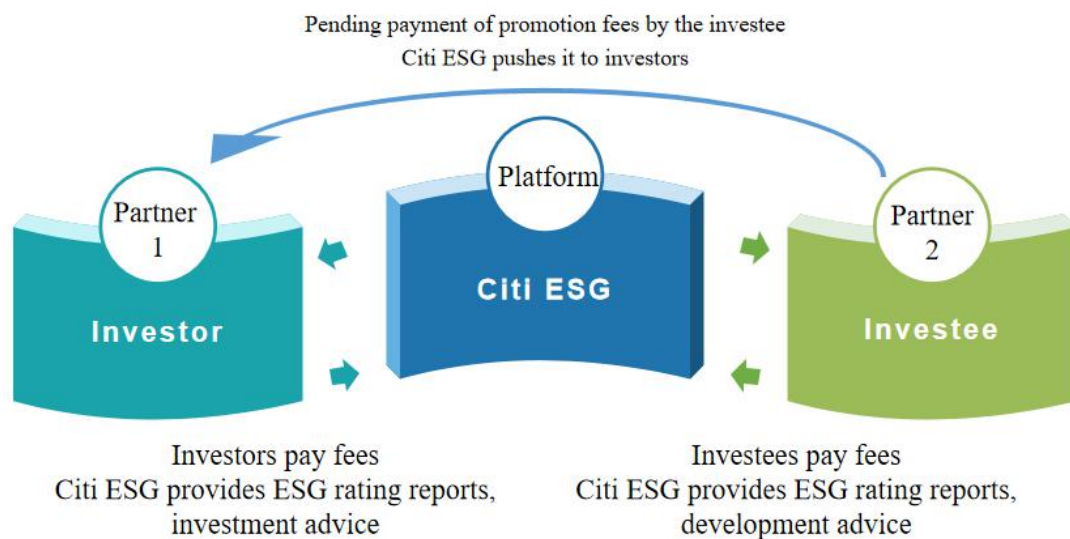 Pending payment of promotion fees by the investee
Citi ESG pushes it to investors
Platform
Partner
1
Partner
2
Citi ESG
Investor
Investee
Investors pay fees
Citi ESG provides ESG rating reports,
investment advice
Investees pay fees
Citi ESG provides ESG rating reports,
development advice